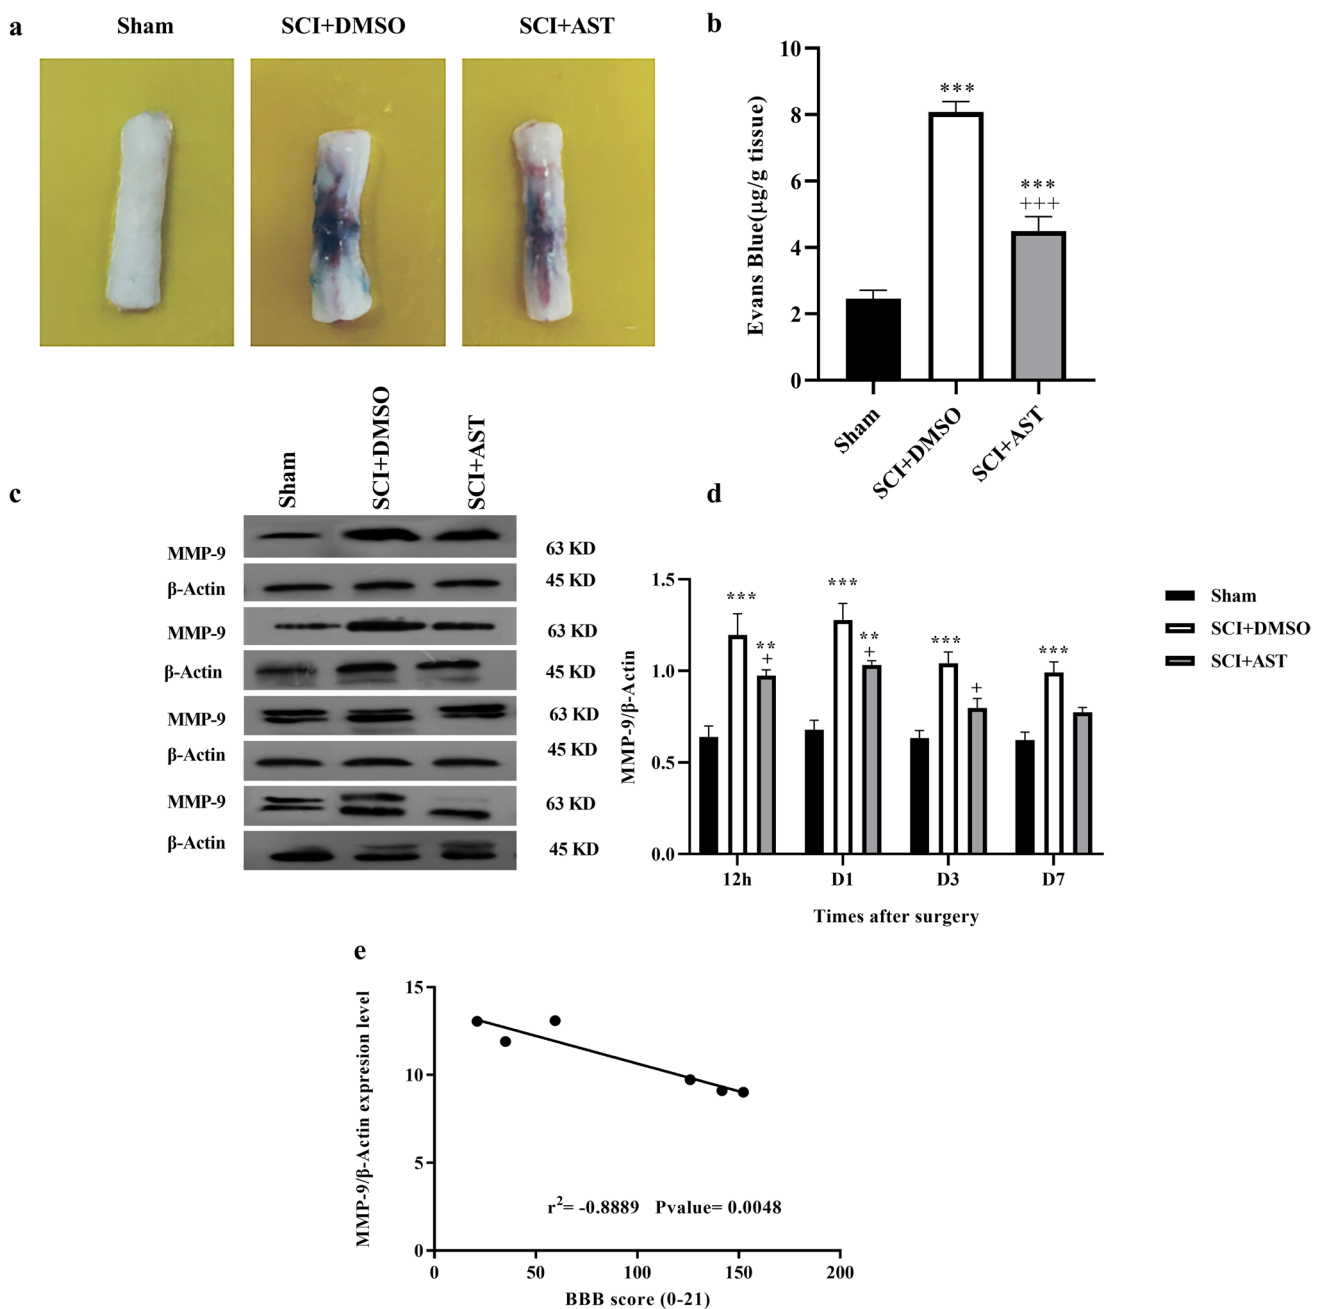 a
Sham
SCI+DMSO
SCI+AST
b
Evans Blue(μg/g tissue)
10
8
6
4
2
0
***
***
+++
Sham
SCI+DMSO
SCI+AST
c
Sham
SCI+DMSO
SCI+AST
MMP-9
63 KD
β-Actin
45 KD
MMP-9
63 KD
β-Actin
45 KD
MMP-9
63 KD
β-Actin
45 KD
MMP-9
63 KD
β-Actin
45 KD
d
MMP-9/β-Actin
1.5
1.0
0.5
0.0
***
**
+
***
**
+
***
+
***
12h
D1
D3
D7
Times after surgery
Sham
SCI+DMSO
SCI+AST
e
MMP-9/β-Actin expresion level
15
10
5
0
r²= -0.8889 Pvalue= 0.0048
0
50
100
150
200
BBB score (0-21)